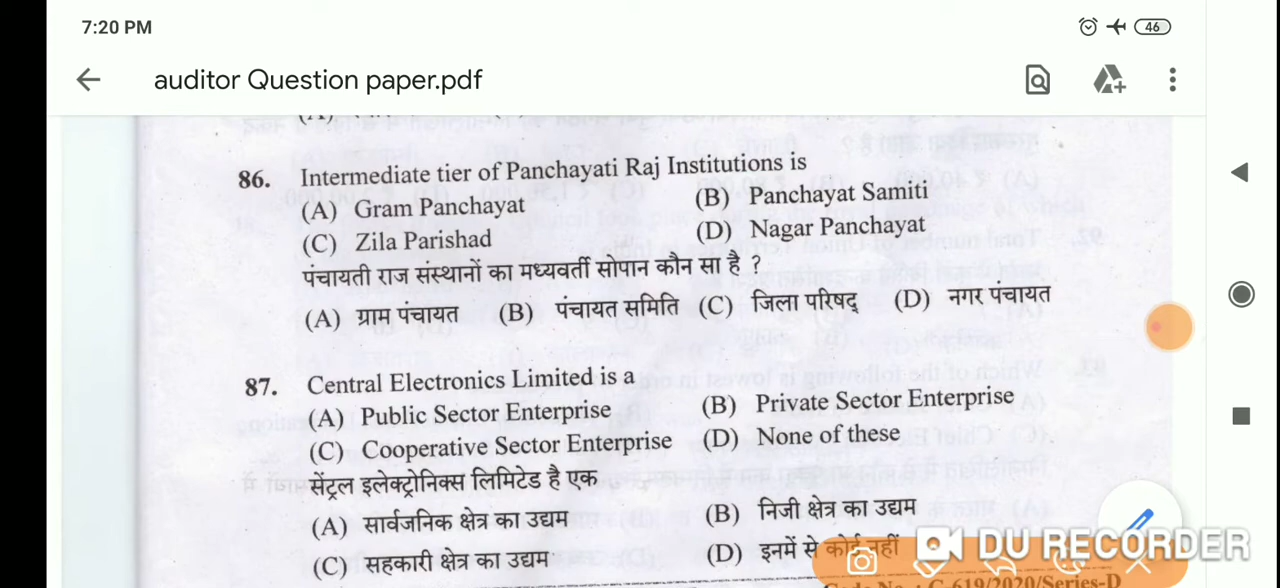 7:20 PM
46
auditor Question paper.pdf
86. Intermediate tier of Panchayati Raj Institutions is
(A) Gram Panchayat (B) Panchayat Samiti
(C) Zila Parishad (D) Nagar Panchayat
पंचायती राज संस्थानों का मध्यवर्ती सोपान कौन सा है ?
(A) ग्राम पंचायत (B) पंचायत समिति (C) जिला परिषद् (D) नगर पंचायत
87. Central Electronics Limited is a
(A) Public Sector Enterprise (B) Private Sector Enterprise
(C) Cooperative Sector Enterprise (D) None of these
सेंट्रल इलेक्ट्रोनिक्स लिमिटेड है एक
(A) सार्वजनिक क्षेत्र का उद्यम (B) निजी क्षेत्र का उद्यम
(C) सहकारी क्षेत्र का उद्यम (D) इनमें से कोई नहीं
DU RECORDER
C-619/2020/Series-D